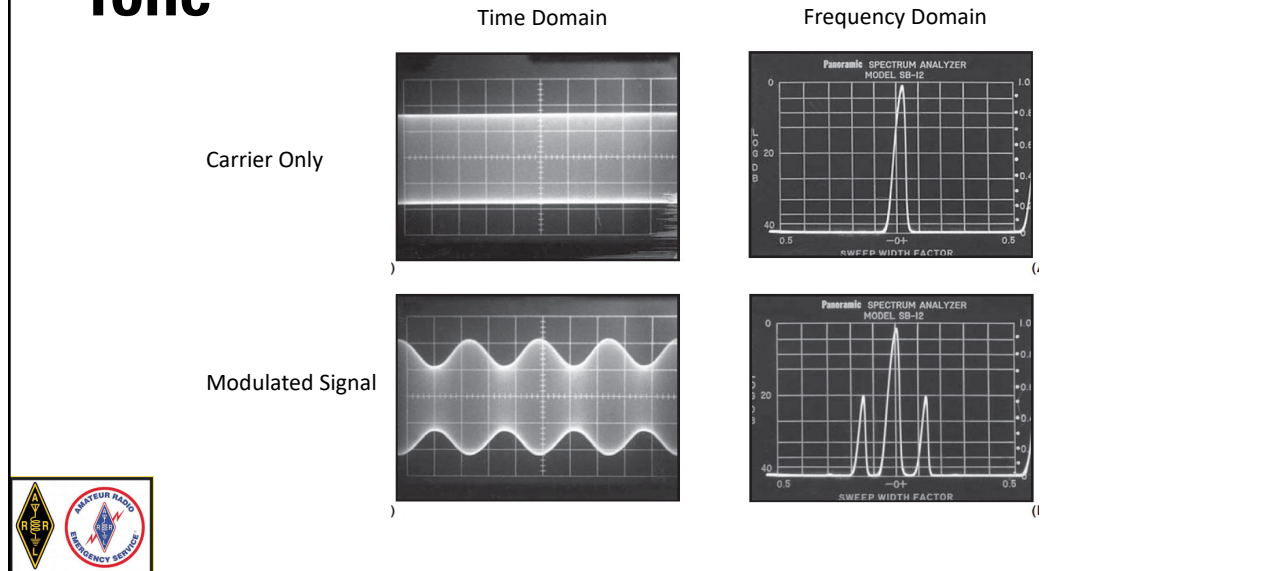 Tone
Time Domain
Frequency Domain
Carrier Only
Panoramic SPECTRUM ANALYZER
MODEL SB-12
0
20
40
LOG DB
1.0
0.5
—0+
0.5
SWEEP WIDTH FACTOR
)
(
Modulated Signal
Panoramic SPECTRUM ANALYZER
MODEL SB-12
0
20
40
1.0
0.5
—0+
0.5
SWEEP WIDTH FACTOR
)
(
A
R R
L
AMATEUR RADIO
EMERGENCY SERVICE
A
R R
L